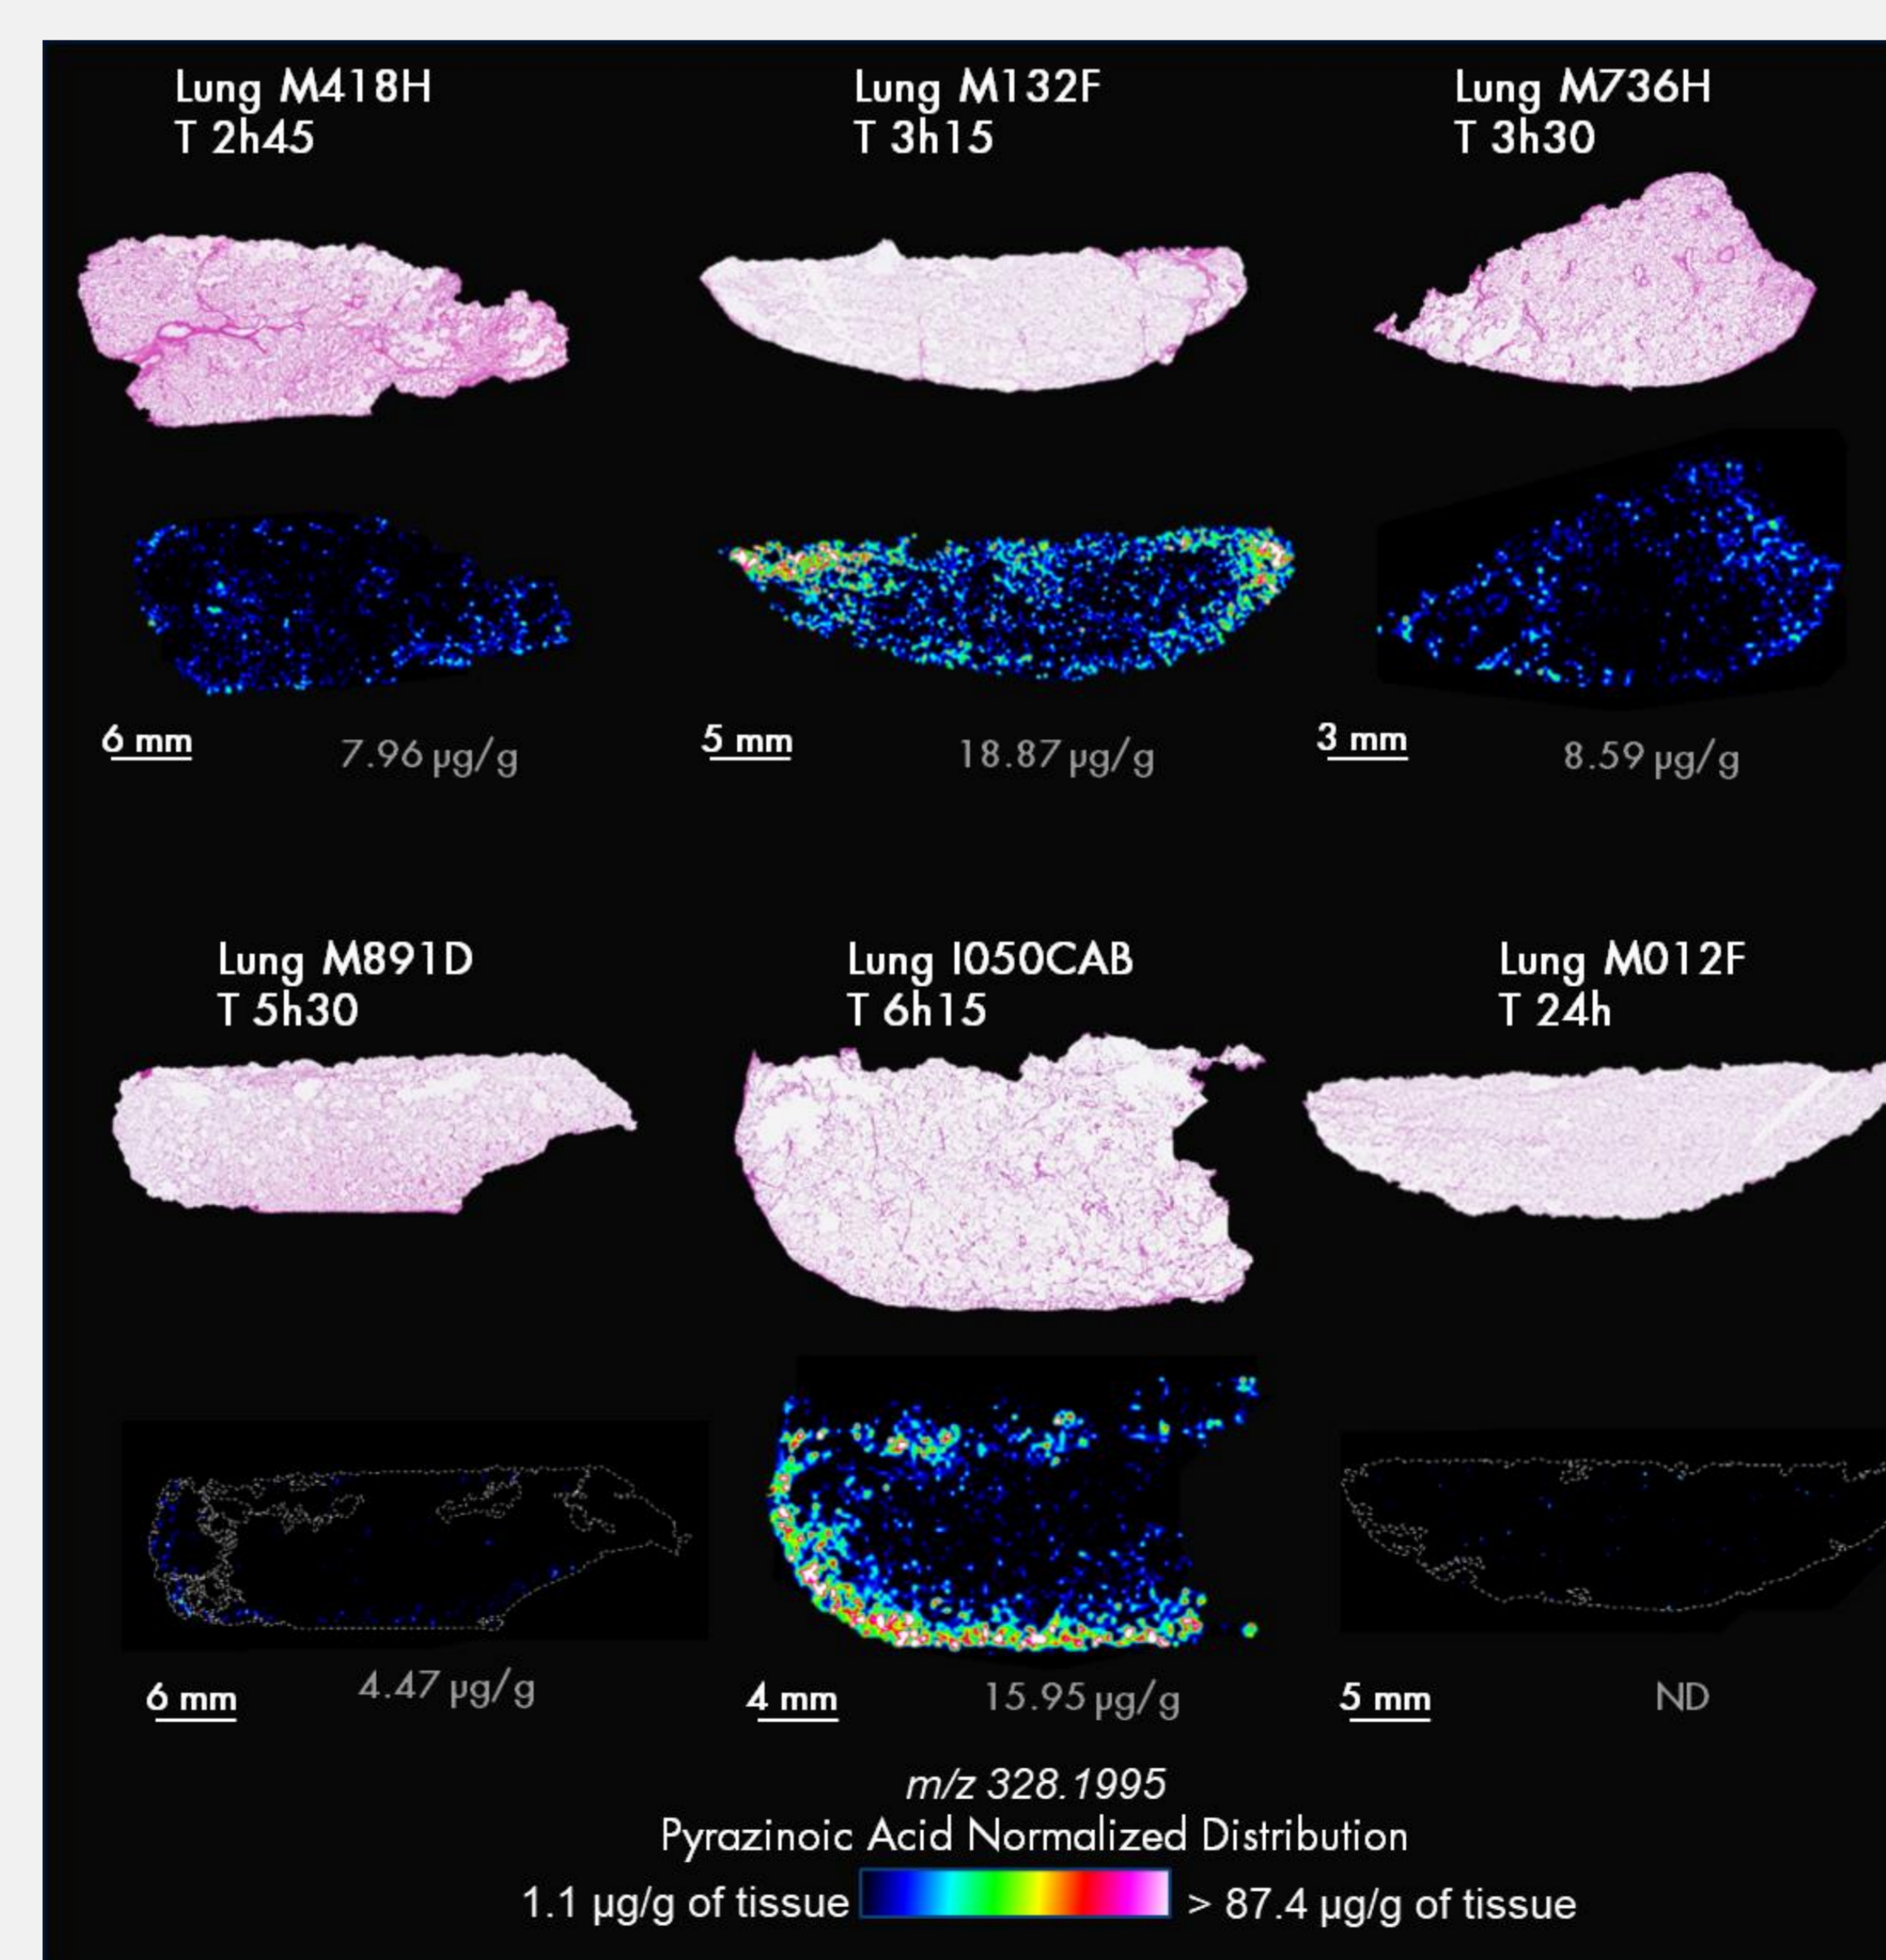 Lung M418H
T 2h45
Lung M132F
T 3h15
Lung M736H
T 3h30
6 mm
7.96 µg/g
5 mm
18.87 µg/g
3 mm
8.59 µg/g
Lung M891D
T 5h30
Lung I050CAB
T 6h15
Lung M012F
T 24h
6 mm
4.47 µg/g
4 mm
15.95 µg/g
5 mm
ND
m/z 328.1995
Pyrazinoic Acid Normalized Distribution
1.1 µg/g of tissue
> 87.4 µg/g of tissue